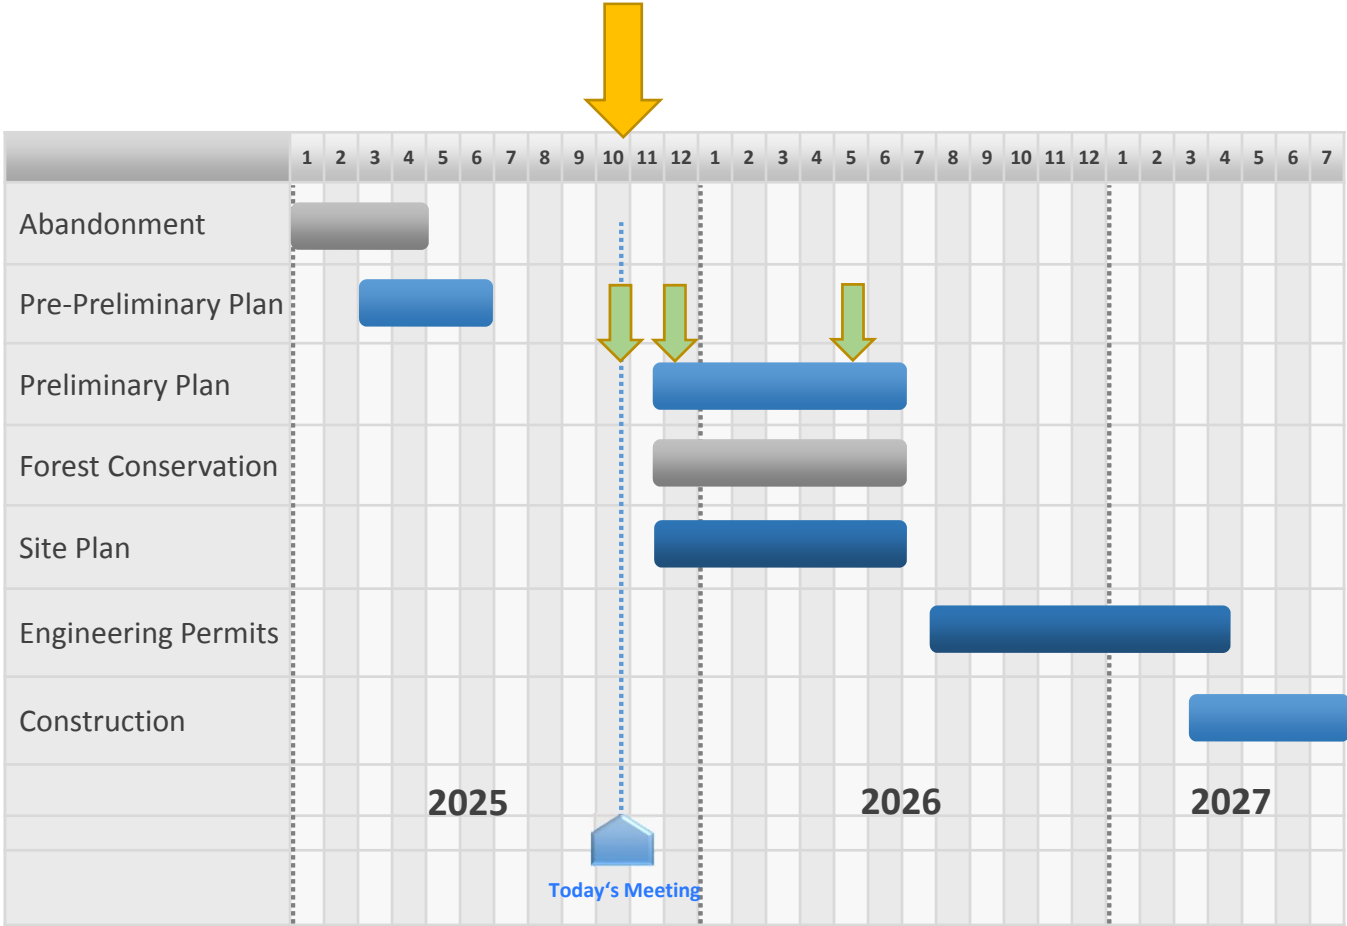 1 2 3 4 5 6 7 8 9 10 11 12 1 2 3 4 5 6 7 8 9 10 11 12 1 2 3 4 5 6 7
Abandonment
Pre-Preliminary Plan
Preliminary Plan
Forest Conservation
Site Plan
Engineering Permits
Construction
2025 2026 2027
Today‘s Meeting